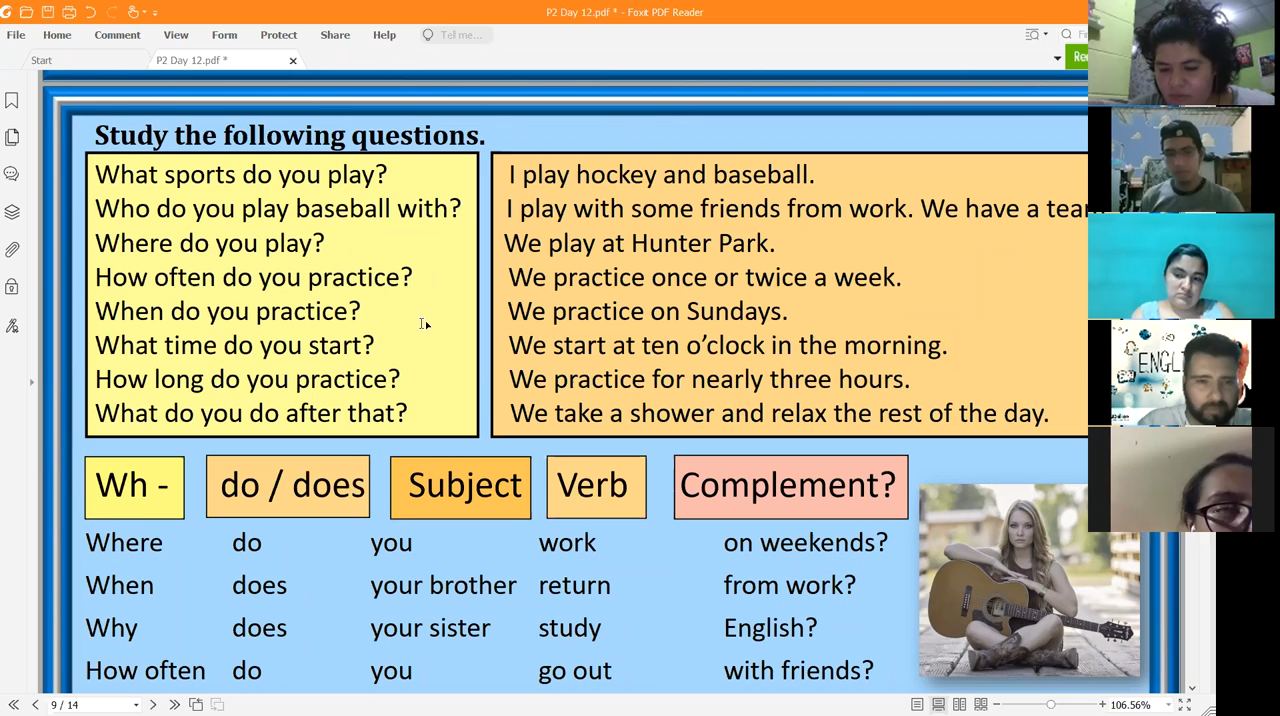 P2 Day 12.pdf * - Foxit PDF Reader
File Home Comment View Form Protect Share Help Tell me...
Start P2 Day 12.pdf *
Study the following questions.
What sports do you play? I play hockey and baseball.
Who do you play baseball with? I play with some friends from work. We have a team
Where do you play? We play at Hunter Park.
How often do you practice? We practice once or twice a week.
When do you practice? We practice on Sundays.
What time do you start? We start at ten o’clock in the morning.
How long do you practice? We practice for nearly three hours.
What do you do after that? We take a shower and relax the rest of the day.
Wh - do / does Subject Verb Complement?
Where do you work on weekends?
When does your brother return from work?
Why does your sister study English?
How often do you go out with friends?
9 / 14 106.56%